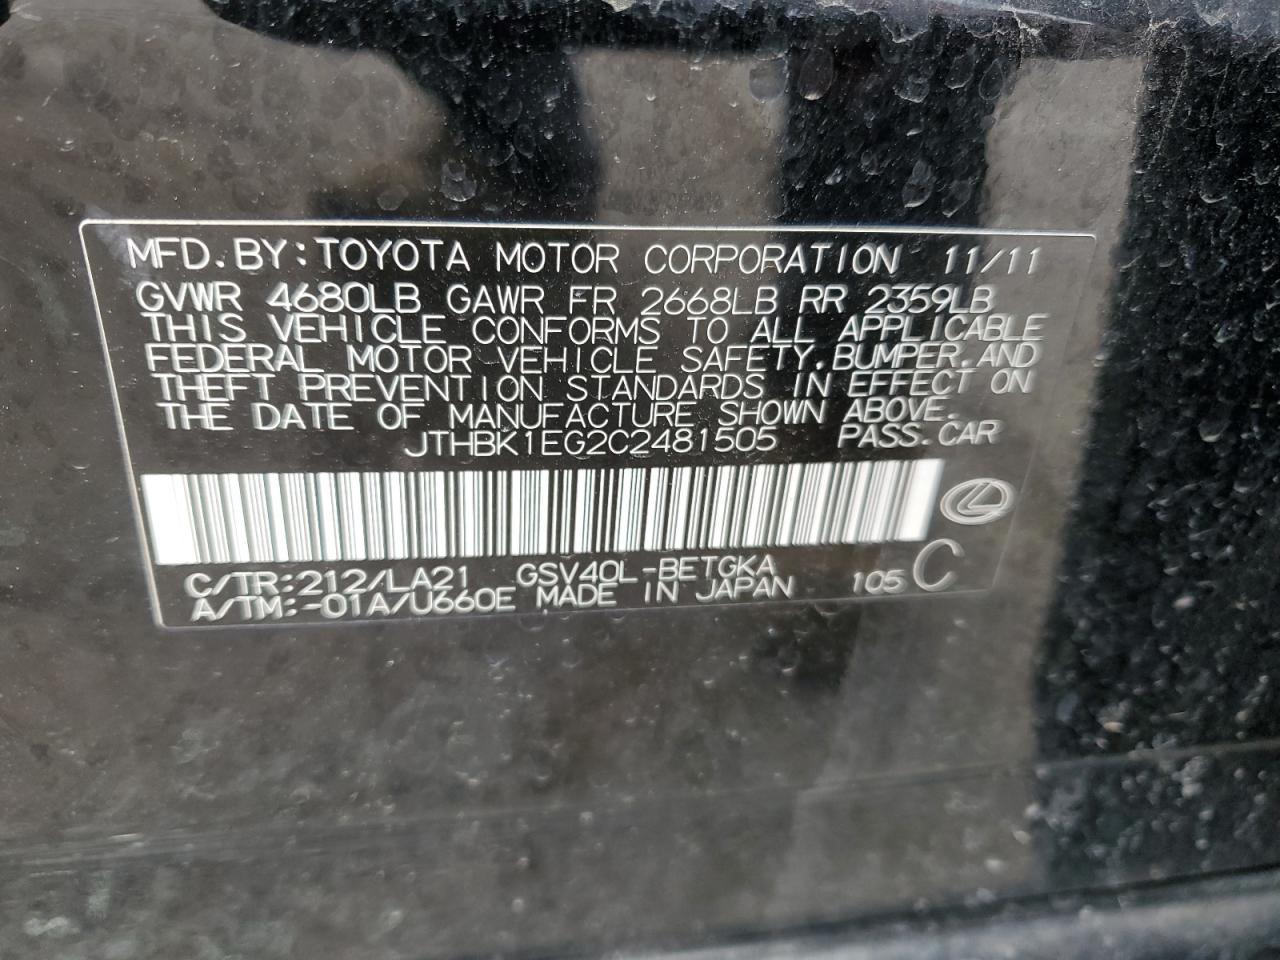 MFD.BY:TOYOTA MOTOR CORPORATION 11/11
GVWR 4680LB GAWR FR 2668LB RR 2359LB
THIS VEHICLE CONFORMS TO ALL APPLICABLE
FEDERAL MOTOR VEHICLE SAFETY,BUMPER,AND
THEFT PREVENTION STANDARDS IN EFFECT ON
THE DATE OF MANUFACTURE SHOWN ABOVE.
JTHBK1EG2C2481505 PASS.CAR
C/TR:212/LA21 GSV40L-BETGKA 105 C
A/TM:-01A/U660E MADE IN JAPAN